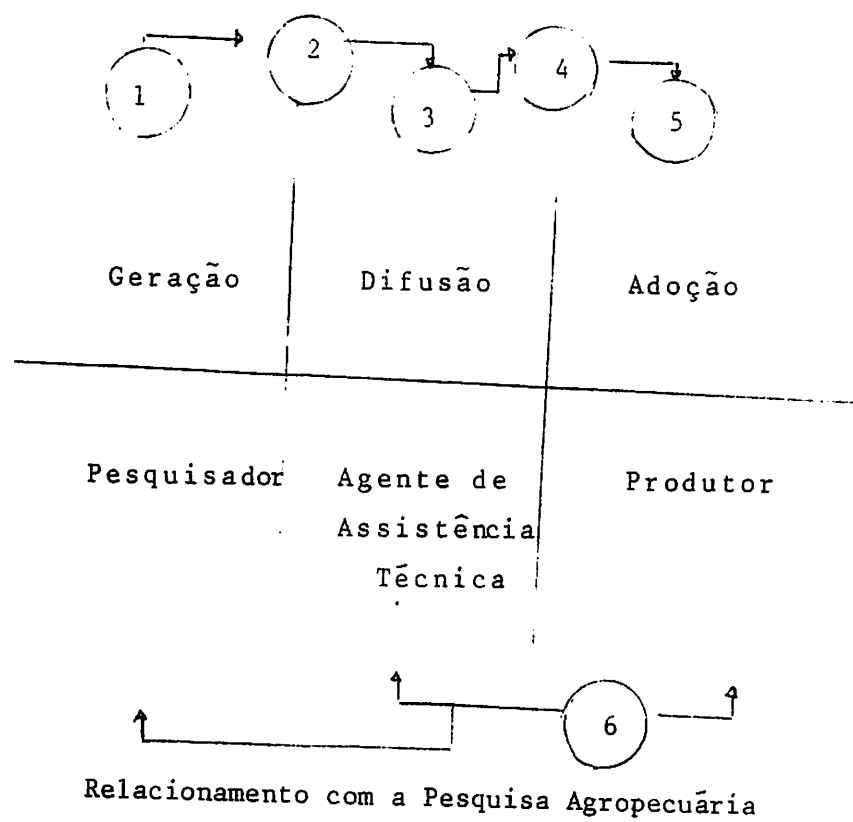 1 2 3 4 5
Geração Difusão Adoção
Pesquisador Agente de Produtor
Assistência
Técnica
6
Relacionamento com a Pesquisa Agropecuária